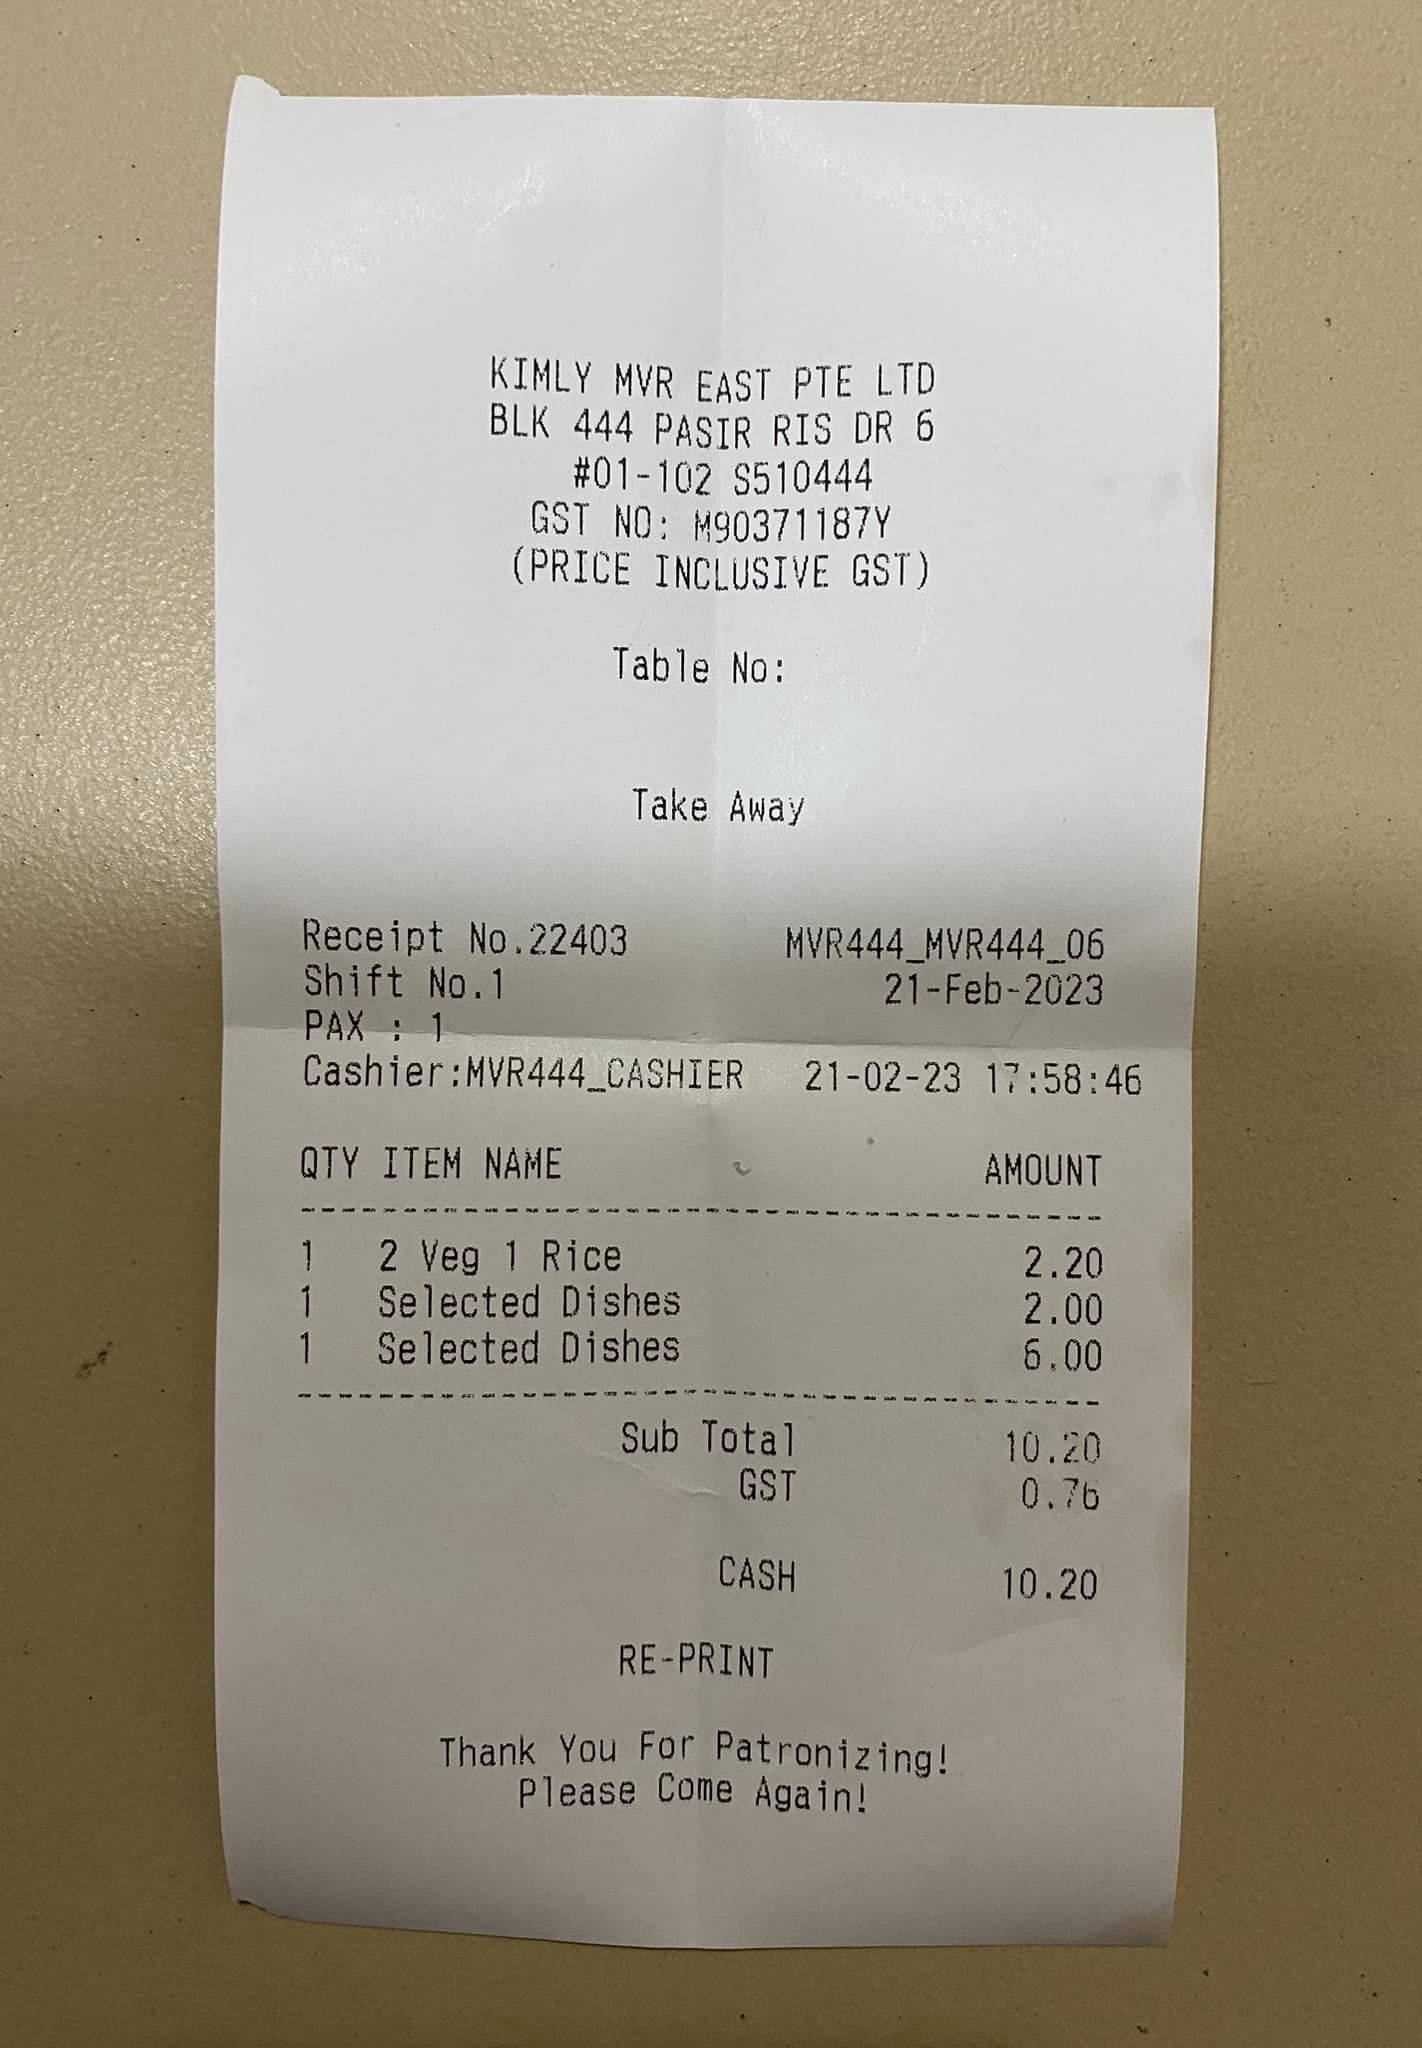 KIMLY MVR EAST PTE LTD
BLK 444 PASIR RIS DR 6
#01-102 S510444
GST NO: M90371187Y
(PRICE INCLUSIVE GST)
Table No:
Take Away
Receipt No.22403 MVR444_MVR444_06
Shift No.1 21-Feb-2023
PAX : 1
Cashier:MVR444_CASHIER 21-02-23 17:58:46
QTY ITEM NAME AMOUNT
1 2 Veg 1 Rice 2.20
1 Selected Dishes 2.00
1 Selected Dishes 6.00
Sub Total 10.20
GST 0.76
CASH 10.20
RE-PRINT
Thank You For Patronizing!
Please Come Again!